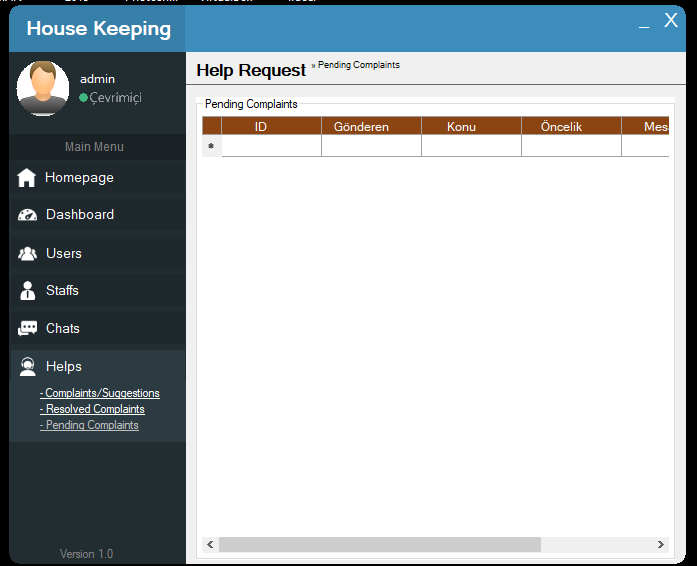 House Keeping
_ X
admin
Çevrimiçi
Main Menu
Homepage
Dashboard
Users
Staffs
Chats
Helps
- Complaints/Suggestions
- Resolved Complaints
- Pending Complaints
Version 1.0
Help Request » Pending Complaints
Pending Complaints
ID Gönderen Konu Öncelik Mesa
*